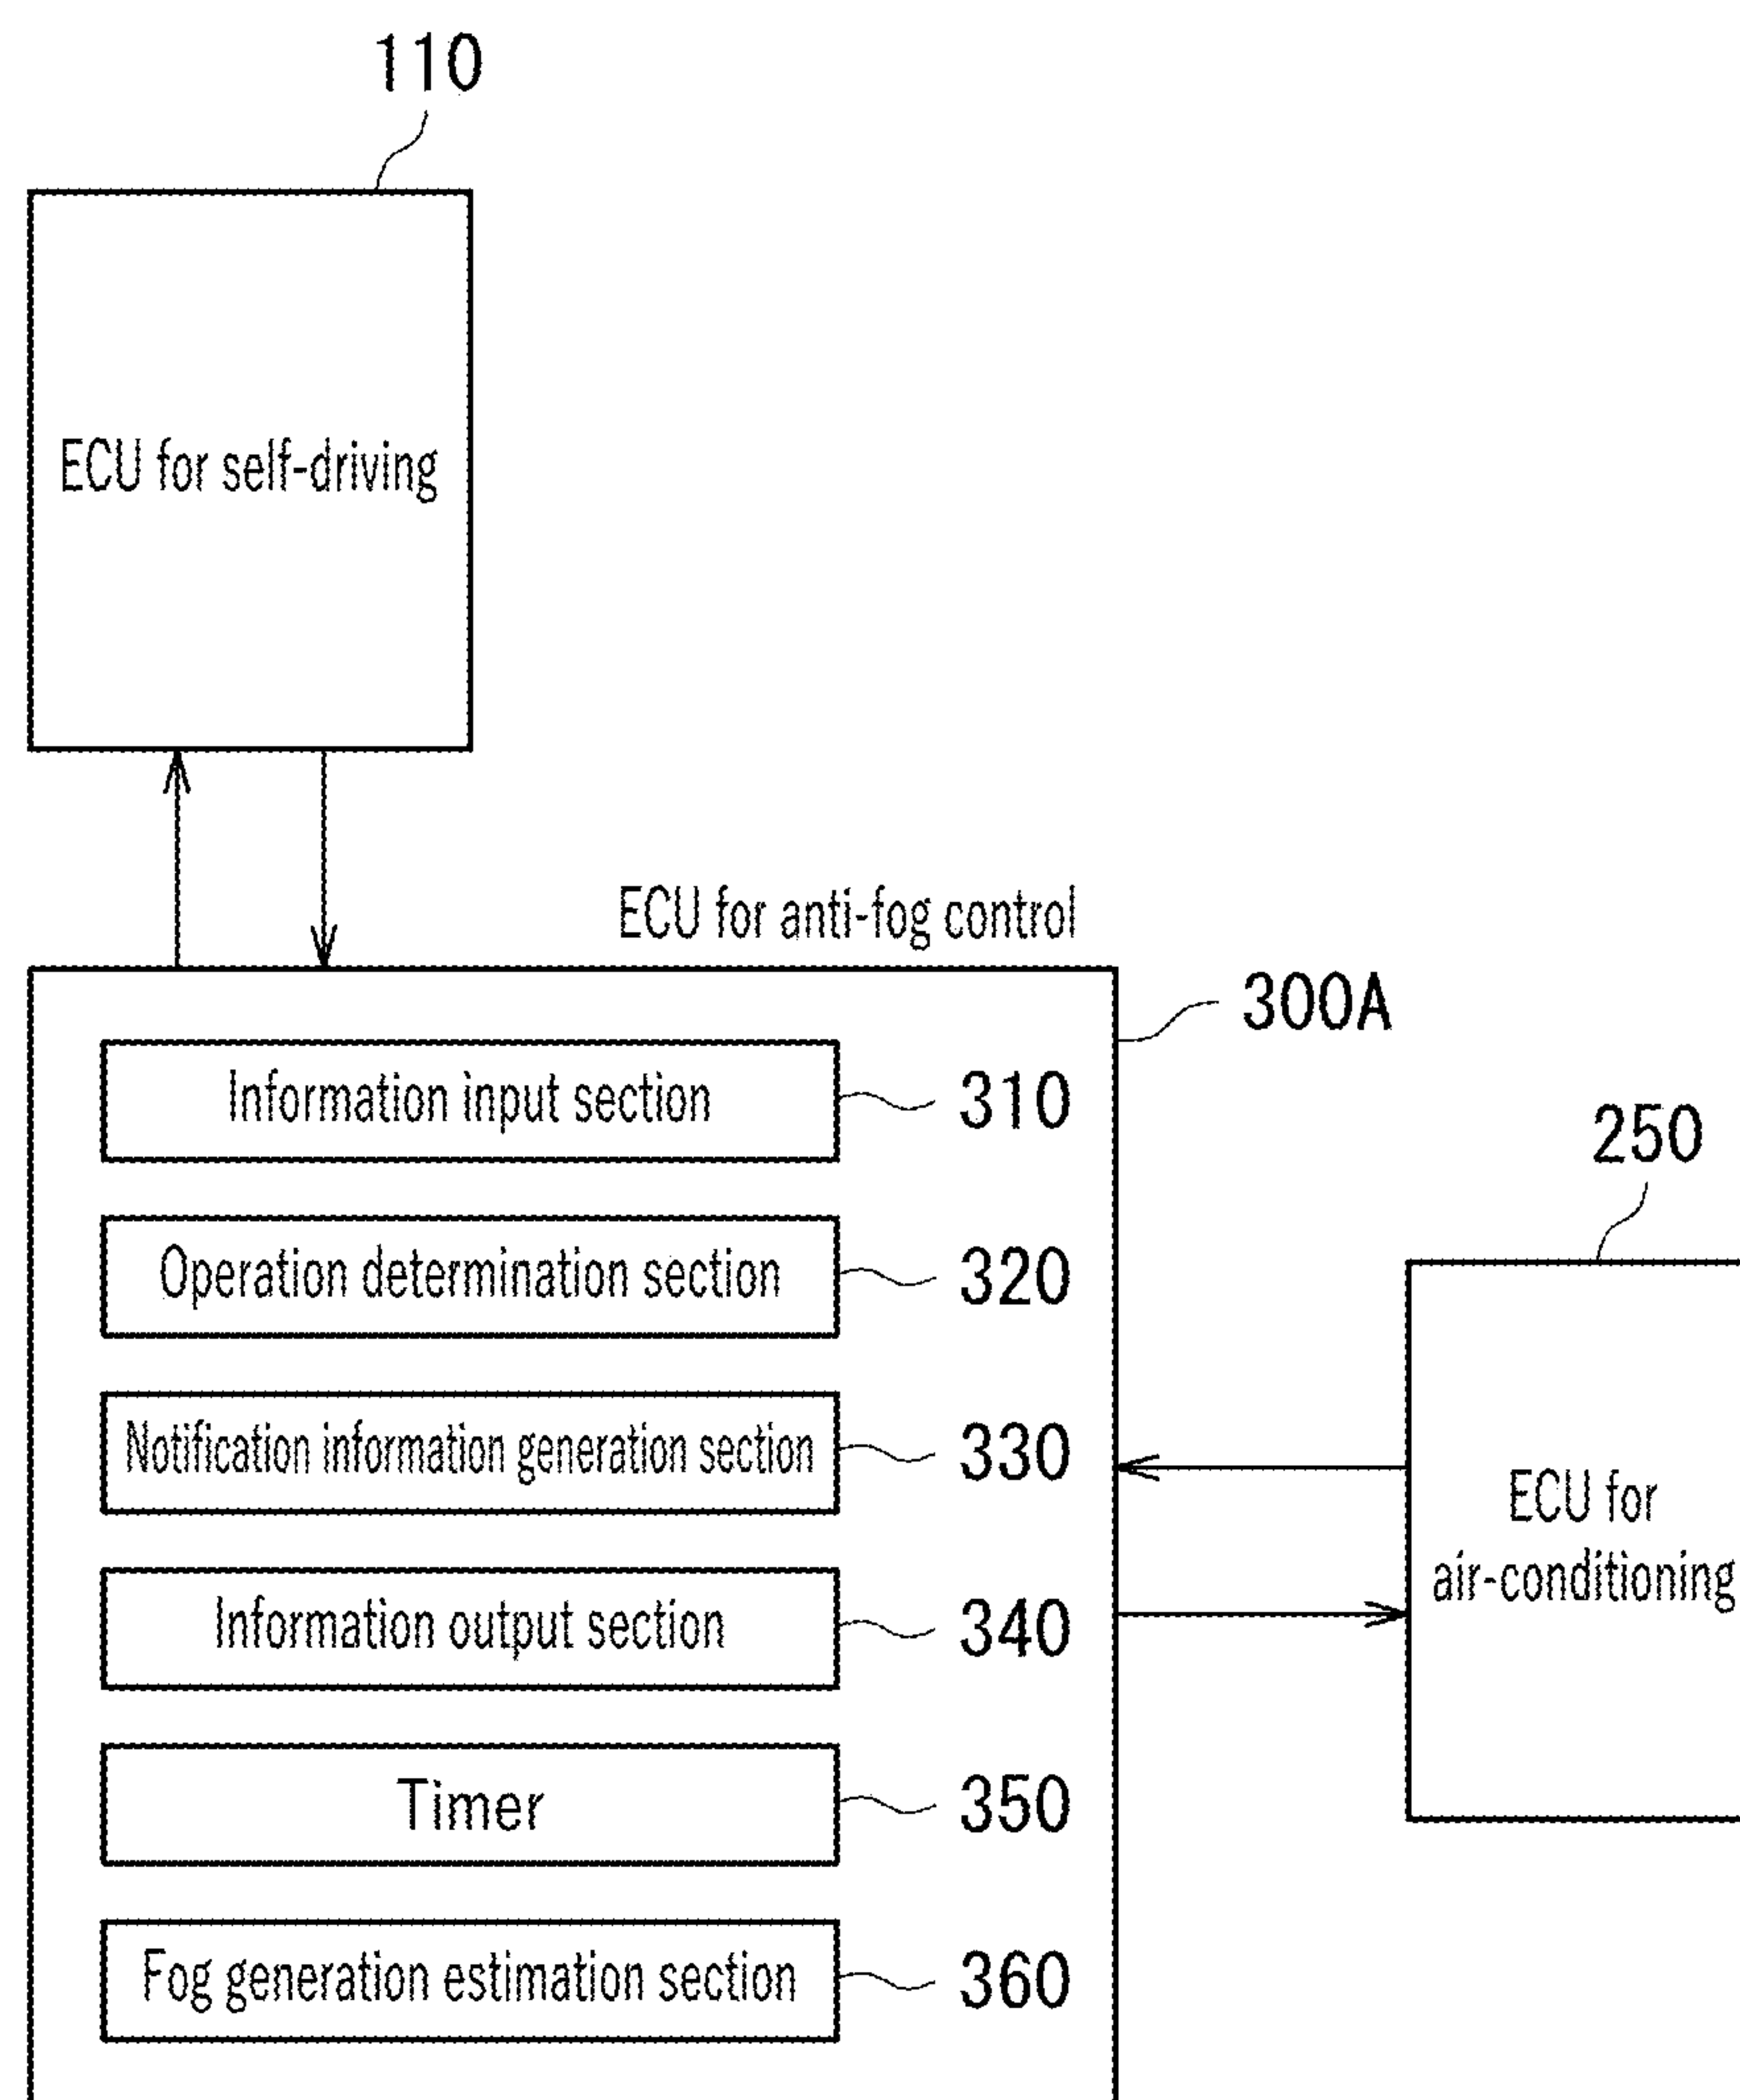 110
ECU for self-driving
ECU for anti-fog control
300A
Information input section
310
250
Operation determination section
320
Notification information generation section
330
ECU for
air-conditioning
Information output section
340
Timer
350
Fog generation estimation section
360